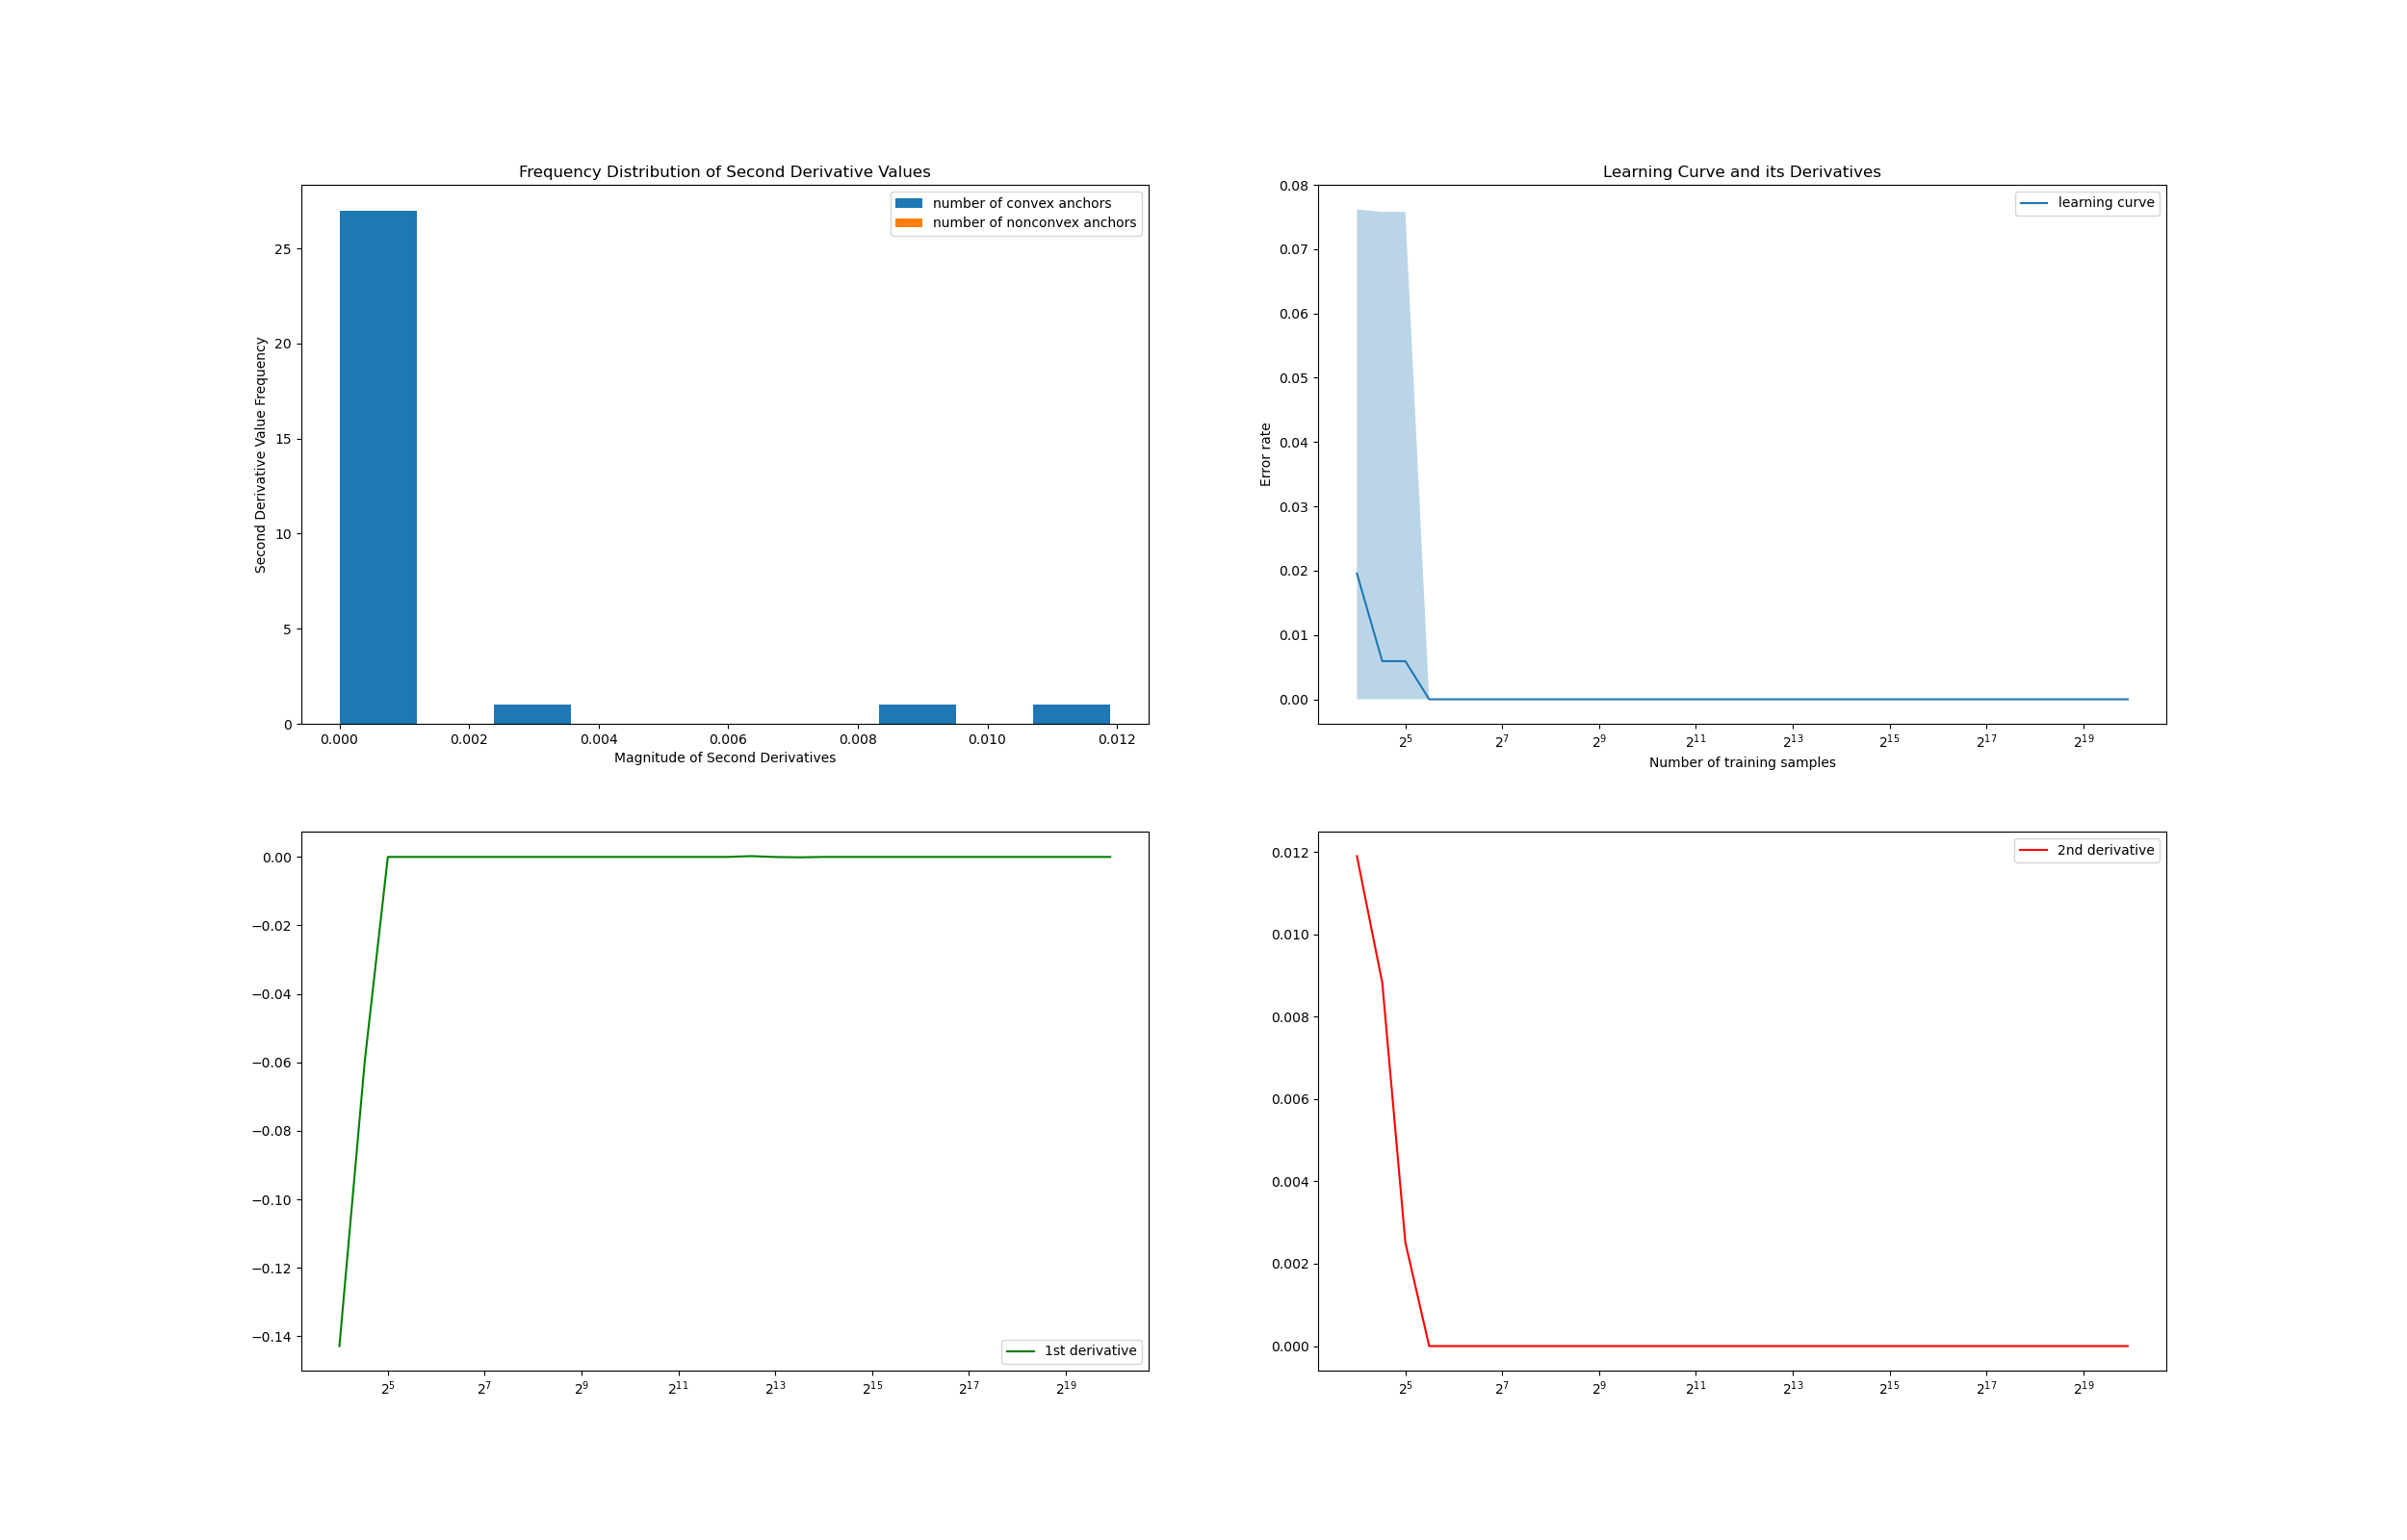 Frequency Distribution of Second Derivative Values
number of convex anchors
number of nonconvex anchors
25
20
15
10
5
0
Second Derivative Value Frequency
0.000 0.002 0.004 0.006 0.008 0.010 0.012
Magnitude of Second Derivatives
Learning Curve and its Derivatives
learning curve
0.08
0.07
0.06
0.05
0.04
0.03
0.02
0.01
0.00
Error rate
2^5 2^7 2^9 2^11 2^13 2^15 2^17 2^19
Number of training samples
0.00
−0.02
−0.04
−0.06
−0.08
−0.10
−0.12
−0.14
1st derivative
2^5 2^7 2^9 2^11 2^13 2^15 2^17 2^19
2nd derivative
0.012
0.010
0.008
0.006
0.004
0.002
0.000
2^5 2^7 2^9 2^11 2^13 2^15 2^17 2^19